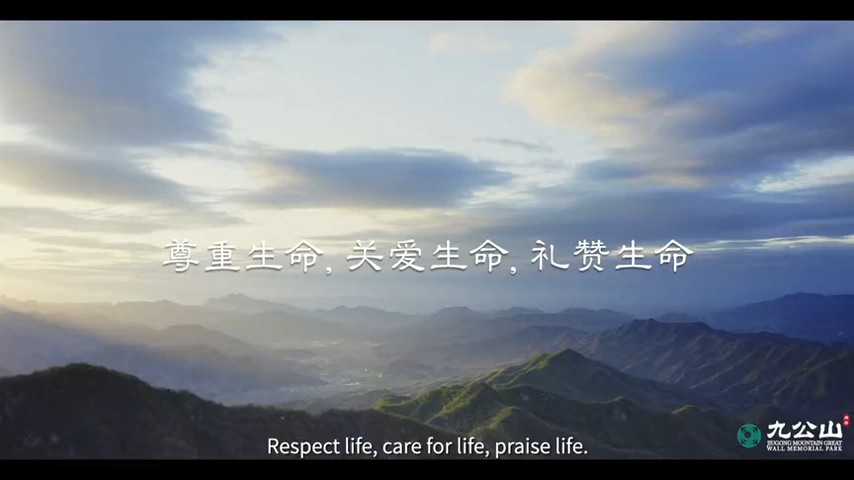 尊重生命，关爱生命，礼赞生命
Respect life, care for life, praise life.
九公山
JIUGONG MOUNTAIN GREAT
WALL MEMORIAL PARK